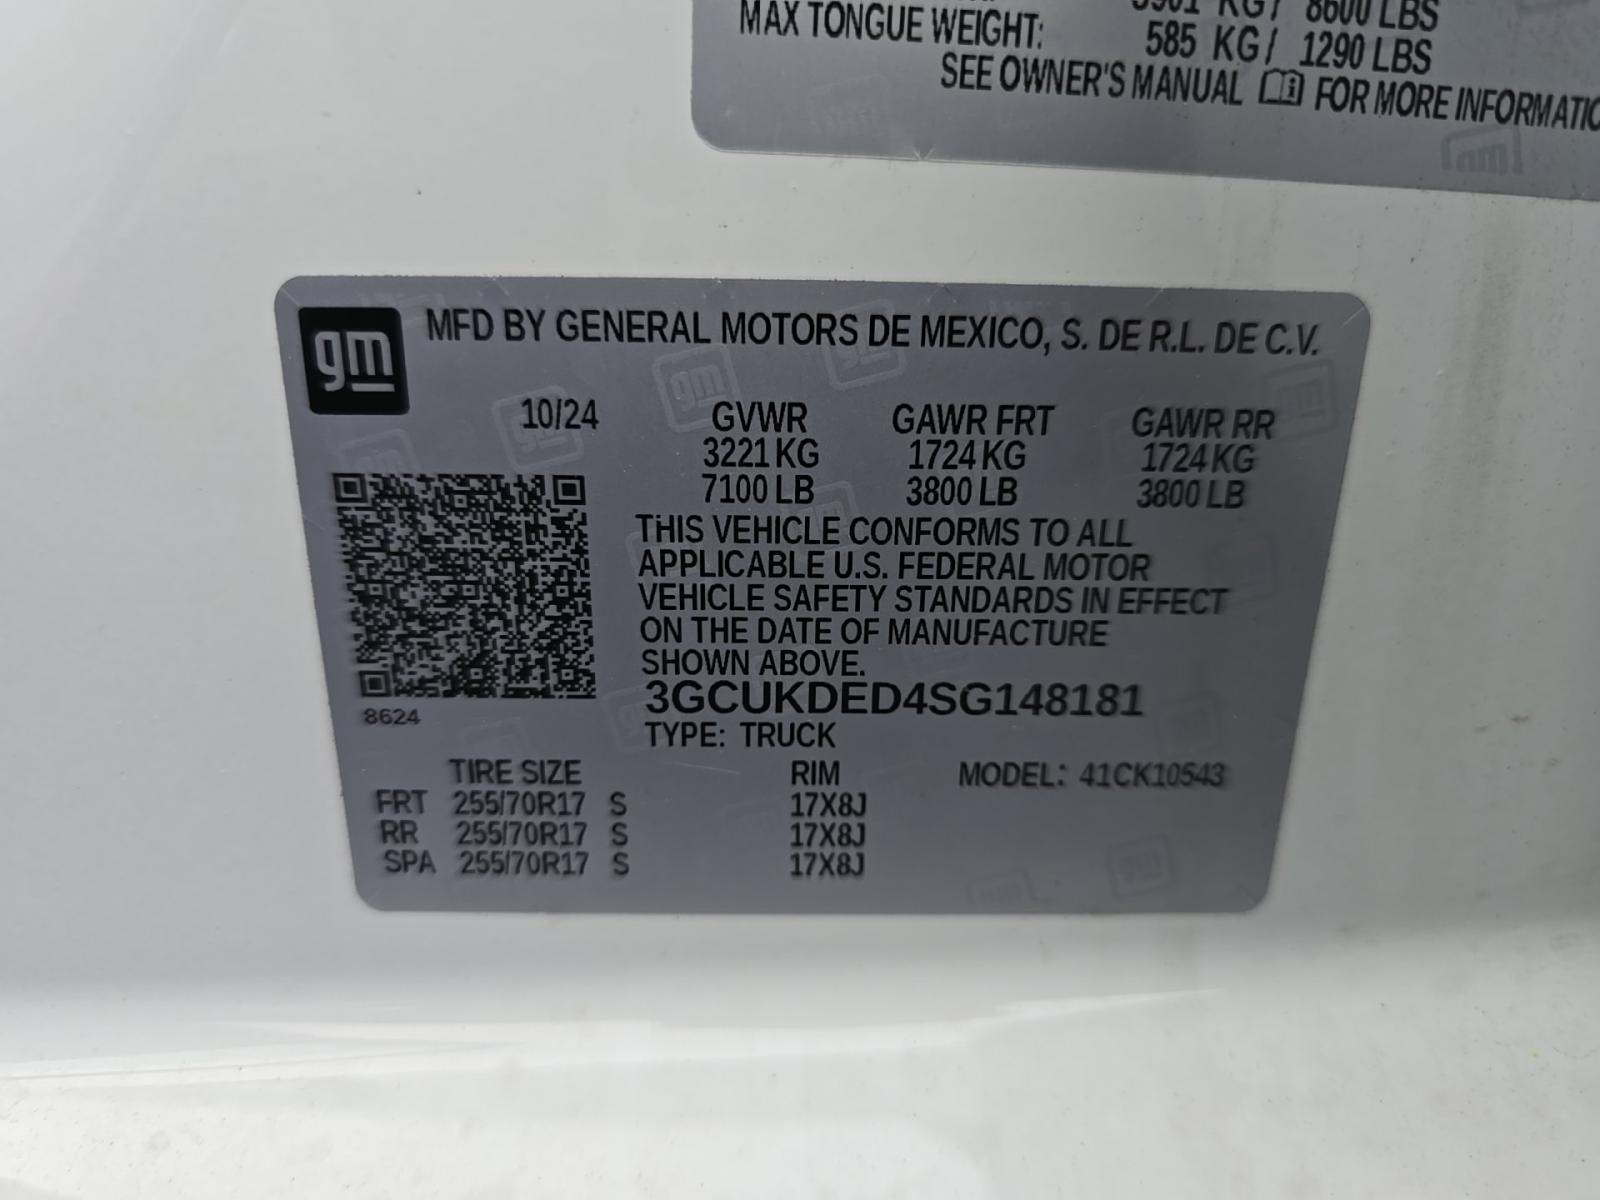 KG / 8600 LBS
MAX TONGUE WEIGHT: 585 KG / 1290 LBS
SEE OWNER'S MANUAL FOR MORE INFORMATIO
gm MFD BY GENERAL MOTORS DE MEXICO, S. DE R.L. DE C.V.
10/24 GVWR GAWR FRT GAWR RR
3221 KG 1724 KG 1724 KG
7100 LB 3800 LB 3800 LB
THIS VEHICLE CONFORMS TO ALL
APPLICABLE U.S. FEDERAL MOTOR
VEHICLE SAFETY STANDARDS IN EFFECT
ON THE DATE OF MANUFACTURE
SHOWN ABOVE.
3GCUKDED4SG148181
8624
TYPE: TRUCK
TIRE SIZE RIM MODEL: 41CK10543
FRT 255/70R17 S 17X8J
RR 255/70R17 S 17X8J
SPA 255/70R17 S 17X8J